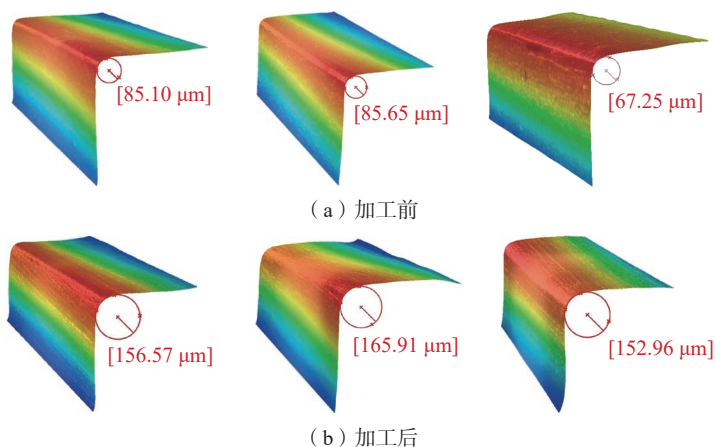 [85.10 μm]
[85.65 μm]
[67.25 μm]
（a）加工前
[156.57 μm]
[165.91 μm]
[152.96 μm]
（b）加工后